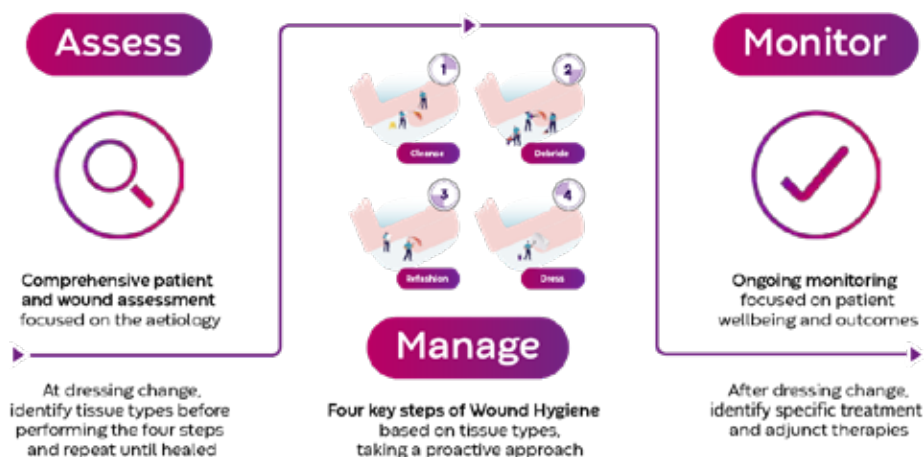 Assess
Comprehensive patient
and wound assessment
focused on the aetiology
At dressing change,
identify tissue types before
performing the four steps
and repeat until healed
1
Cleanse
2
Debride
3
Refashion
4
Dress
Manage
Four key steps of Wound Hygiene
based on tissue types,
taking a proactive approach
Monitor
Ongoing monitoring
focused on patient
wellbeing and outcomes
After dressing change,
identify specific treatment
and adjunct therapies